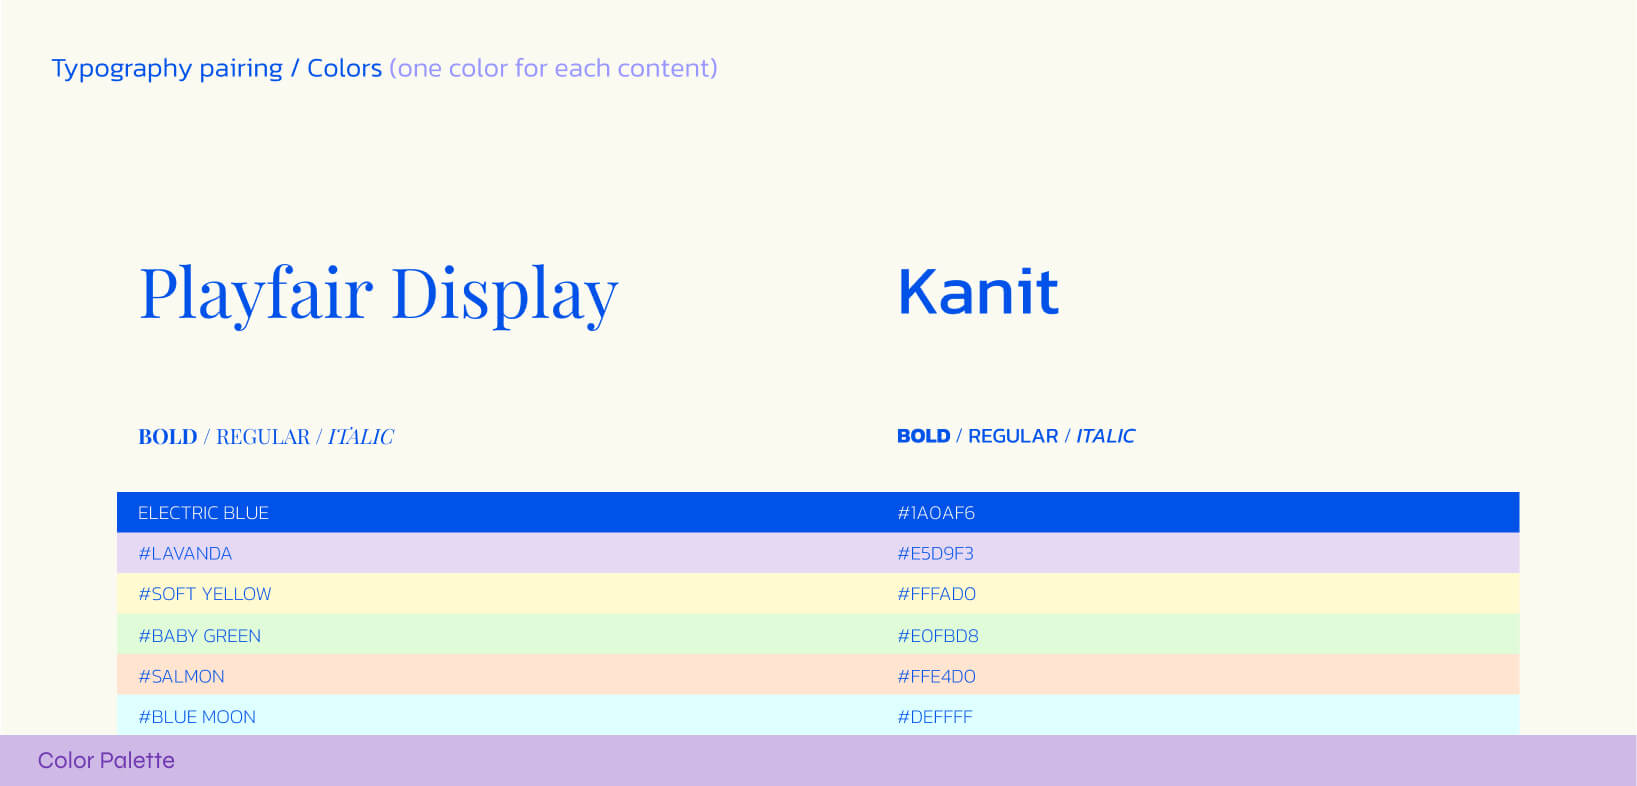 Typography pairing / Colors (one color for each content)
Playfair Display
Kanit
BOLD / REGULAR / ITALIC
BOLD / REGULAR / ITALIC
ELECTRIC BLUE #1A0AF6
#LAVANDA #E5D9F3
#SOFT YELLOW #FFFAD0
#BABY GREEN #E0FBD8
#SALMON #FFE4D0
#BLUE MOON #DEFFFF
Color Palette